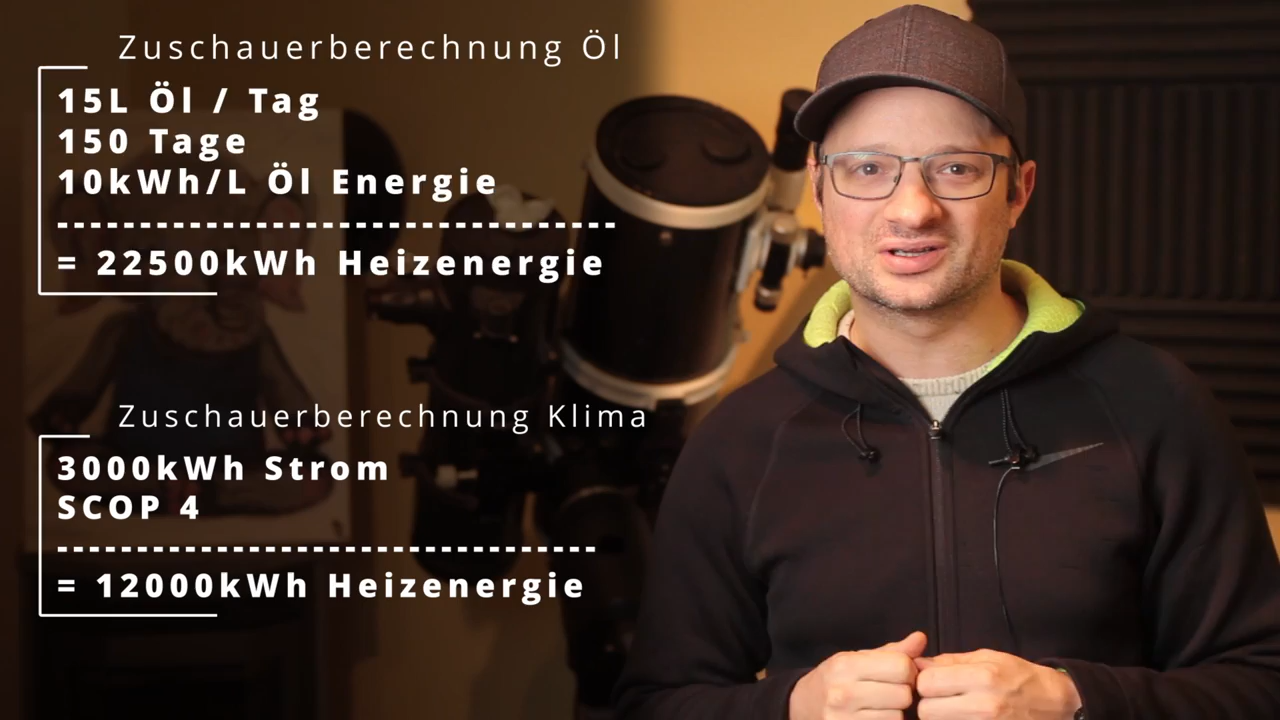 Zuschauerberechnung Öl
15L Öl / Tag
150 Tage
10kWh/L Öl Energie
-----------------------------------
= 22500kWh Heizenergie
Zuschauerberechnung Klima
3000kWh Strom
SCOP 4
----------------------------------
= 12000kWh Heizenergie